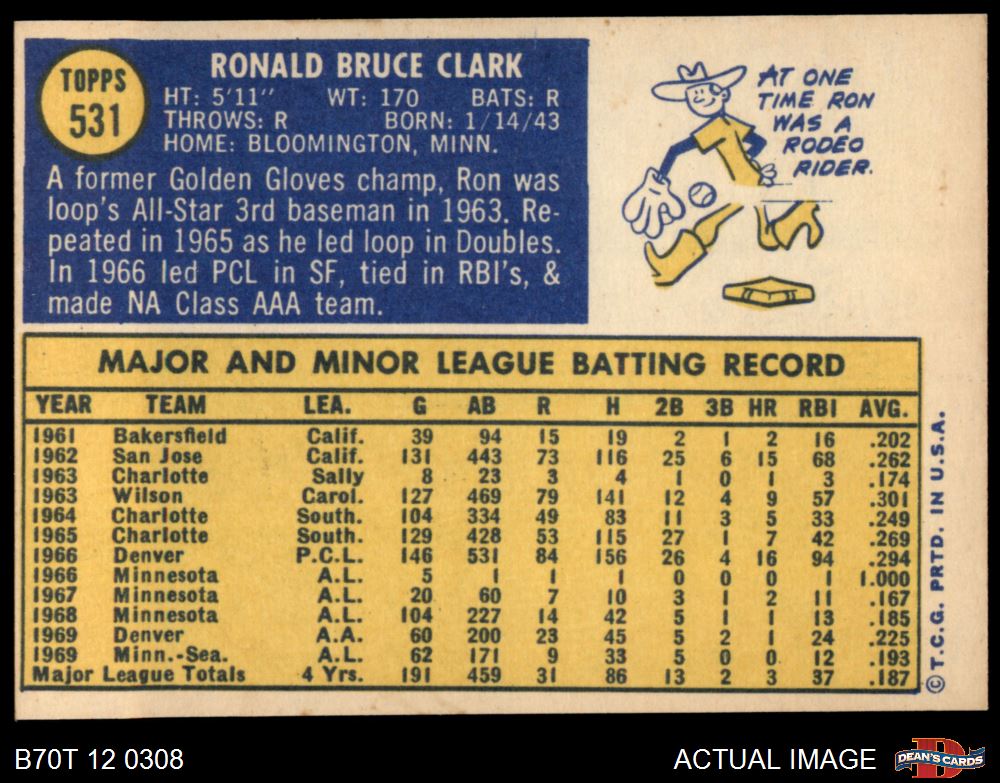 TOPPS
531
RONALD BRUCE CLARK
HT: 5'11" WT: 170 BATS: R
THROWS: R BORN: 1/14/43
HOME: BLOOMINGTON, MINN.
A former Golden Gloves champ, Ron was
loop's All-Star 3rd baseman in 1963. Re-
peated in 1965 as he led loop in Doubles.
In 1966 led PCL in SF, tied in RBI's, &
made NA Class AAA team.
AT ONE
TIME RON
WAS A
RODEO
RIDER.
MAJOR AND MINOR LEAGUE BATTING RECORD
YEAR TEAM LEA. G AB R H 2B 3B HR RBI AVG.
1961 Bakersfield Calif. 39 94 15 19 2 1 2 16 .202
1962 San Jose Calif. 131 443 73 116 25 6 15 68 .262
1963 Charlotte Sally 8 23 3 4 1 0 1 3 .174
1963 Wilson Carol. 127 469 79 141 12 4 9 57 .301
1964 Charlotte South. 104 334 49 83 11 3 5 33 .249
1965 Charlotte South. 129 428 53 115 27 1 7 42 .269
1966 Denver P.C.L. 146 531 84 156 26 4 16 94 .294
1966 Minnesota A.L. 5 1 1 1 0 0 0 1 1.000
1967 Minnesota A.L. 20 60 7 10 3 1 2 11 .167
1968 Minnesota A.L. 104 227 14 42 5 1 1 13 .185
1969 Denver A.A. 60 200 23 45 5 2 1 24 .225
1969 Minn.-Sea. A.L. 62 171 9 33 5 0 0 12 .193
Major League Totals 4 Yrs. 191 459 31 86 13 2 3 37 .187
©T.C.G. PRTD. IN U.S.A.
B70T 12 0308
ACTUAL IMAGE
D
DEAN'S CARDS